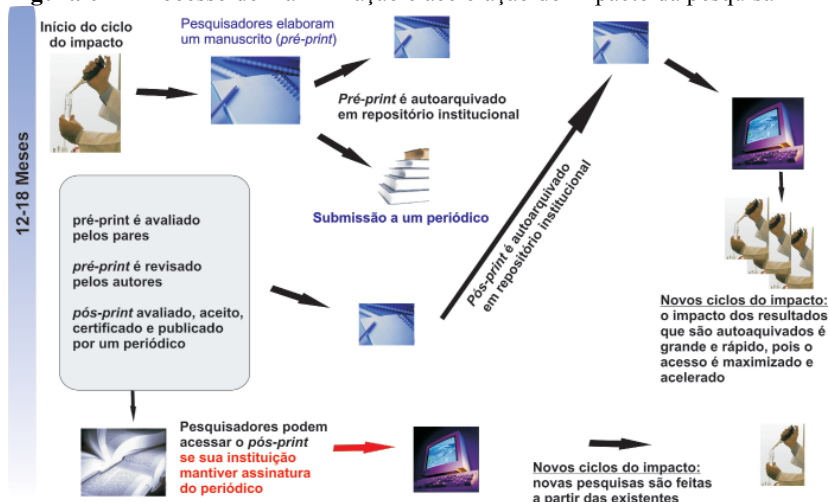 Início do ciclo
do impacto
Pesquisadores elaboram
um manuscrito (pré-print)
Pré-print é autoarquivado
em repositório institucional
Submissão a um periódico
12-18 Meses
pré-print é avaliado
pelos pares
pré-print é revisado
pelos autores
pós-print avaliado, aceito,
certificado e publicado
por um periódico
Pós-print é autoarquivado
em repositório institucional
Novos ciclos do impacto:
o impacto dos resultados
que são autoaquivados é
grande e rápido, pois o
acesso é maximizado e
acelerado
Pesquisadores podem
acessar o pós-print
se sua instituição
mantiver assinatura
do periódico
Novos ciclos do impacto:
novas pesquisas são feitas
a partir das existentes